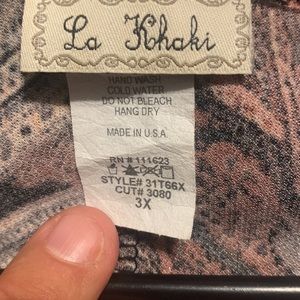 La Khaki
HAND WASH
COLD WATER
DO NOT BLEACH
HANG DRY
MADE IN U.S.A
RN # 111623
STYLE# 31T66X
CUT# 3080
3X